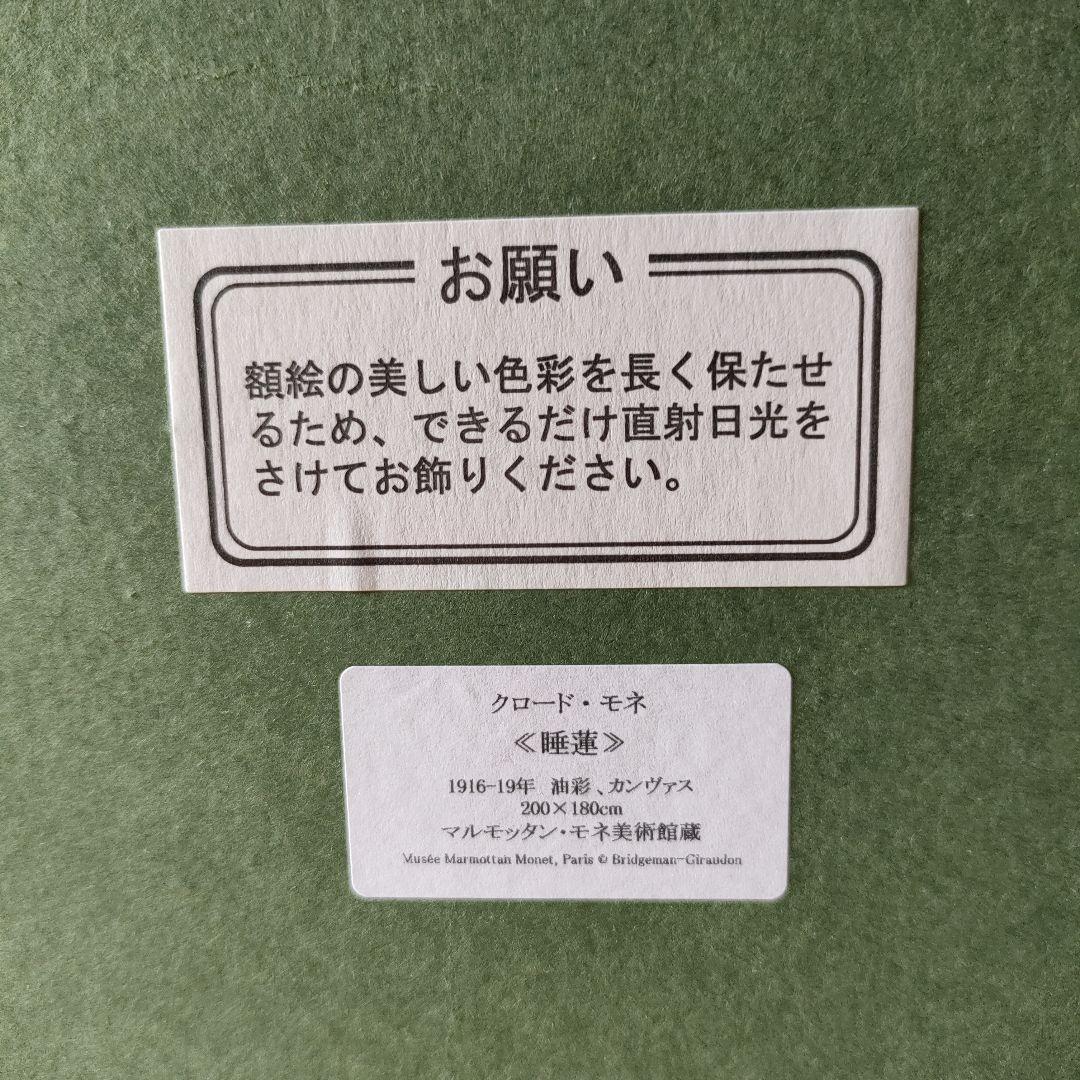 お願い
額絵の美しい色彩を長く保たせ
るため、できるだけ直射日光を
さけてお飾りください。
クロード・モネ
≪睡蓮≫
1916-19年 油彩、カンヴァス
200×180cm
マルモッタン・モネ美術館蔵
Musée Marmottan Monet, Paris © Bridgeman-Giraudon